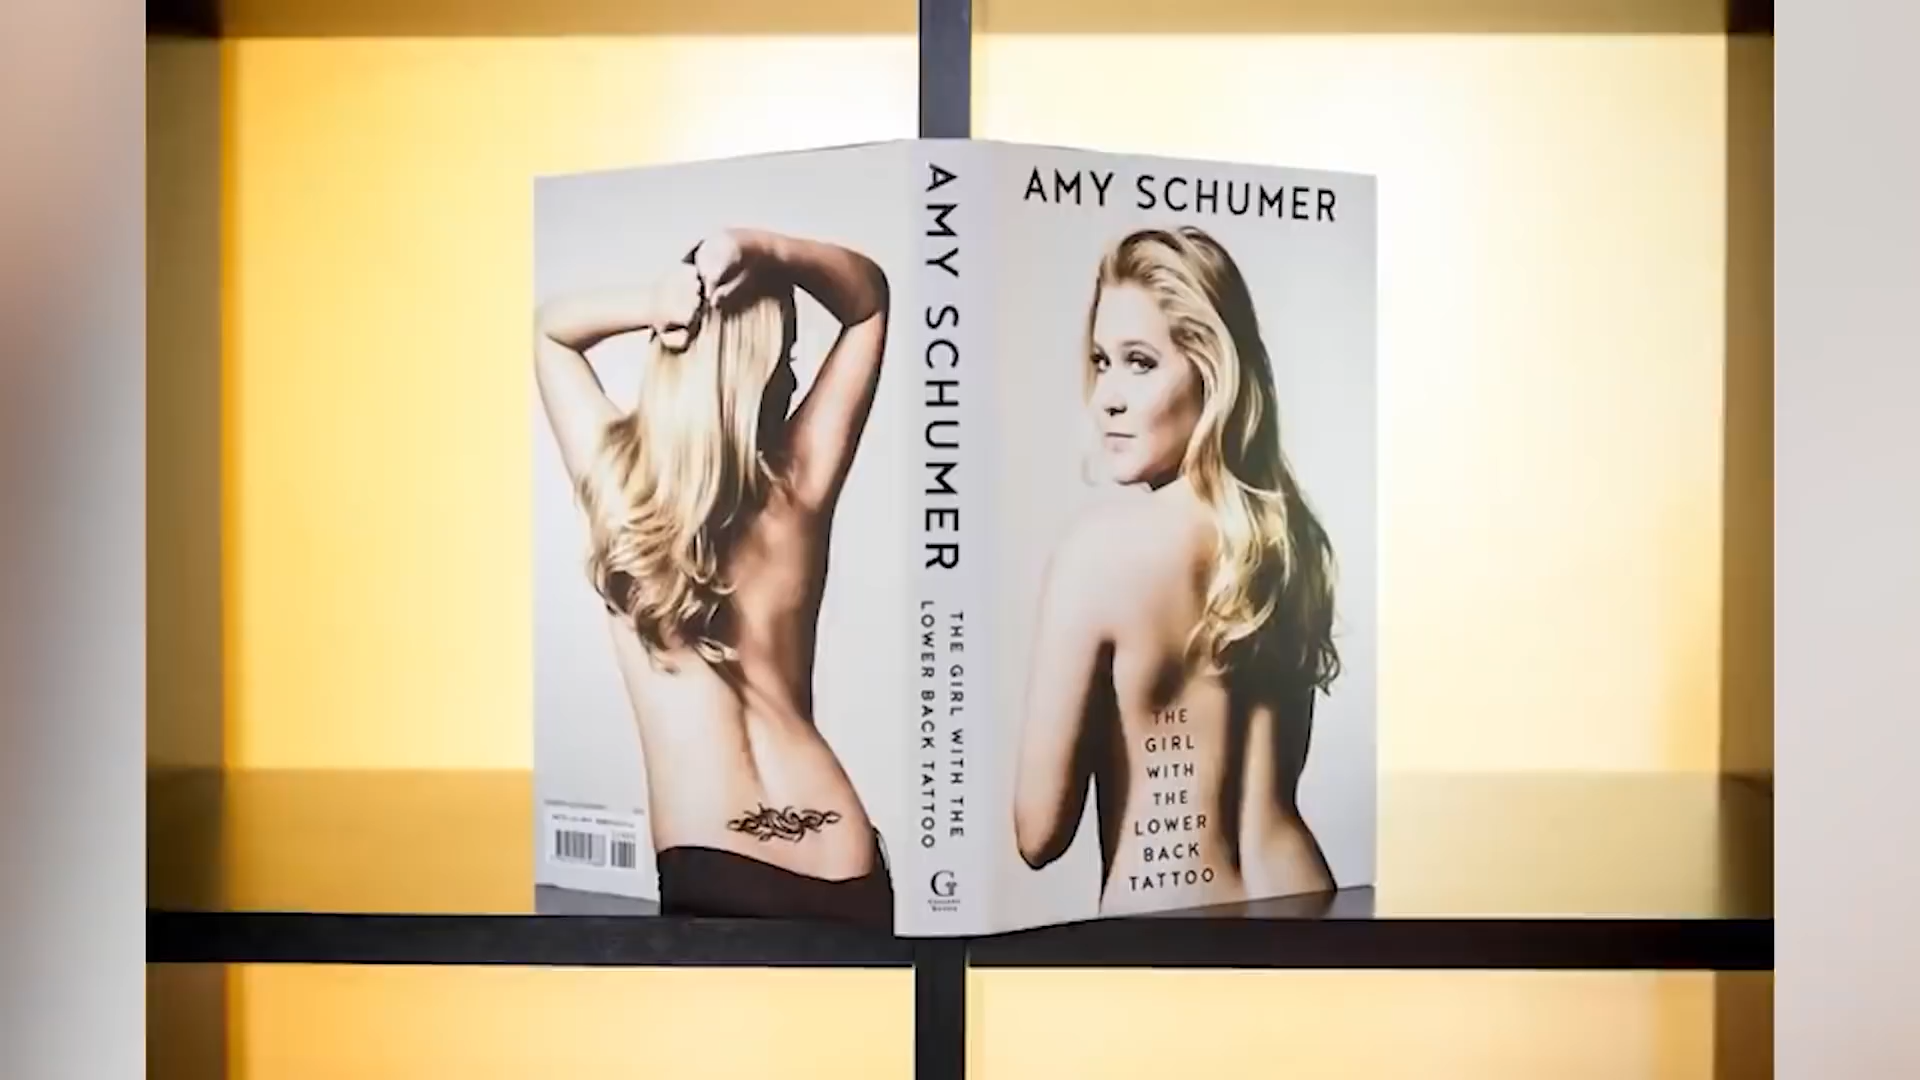 AMY SCHUMER
THE GIRL WITH THE
LOWER BACK TATTOO
G
AMY SCHUMER
THE
GIRL
WITH
THE
LOWER
BACK
TATTOO